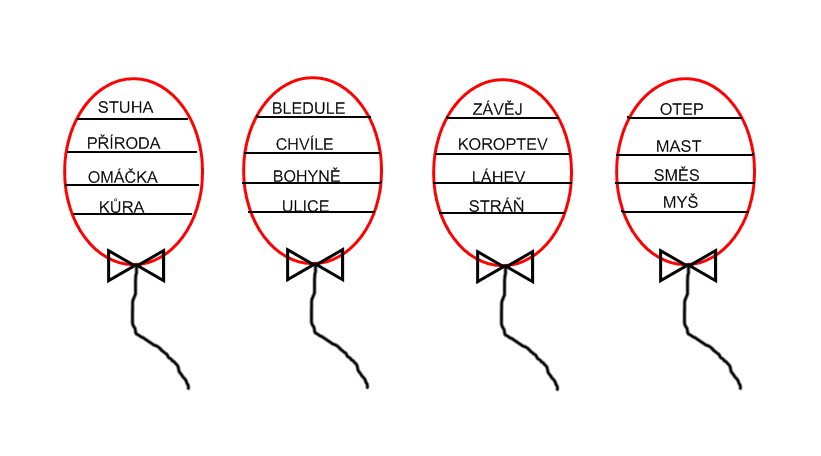 STUHA
PŘÍRODA
OMÁČKA
KŮRA
BLEDULE
CHVÍLE
BOHYNĚ
ULICE
ZÁVĚJ
KOROPTEV
LÁHEV
STRÁŇ
OTEP
MAST
SMĚS
MYŠ